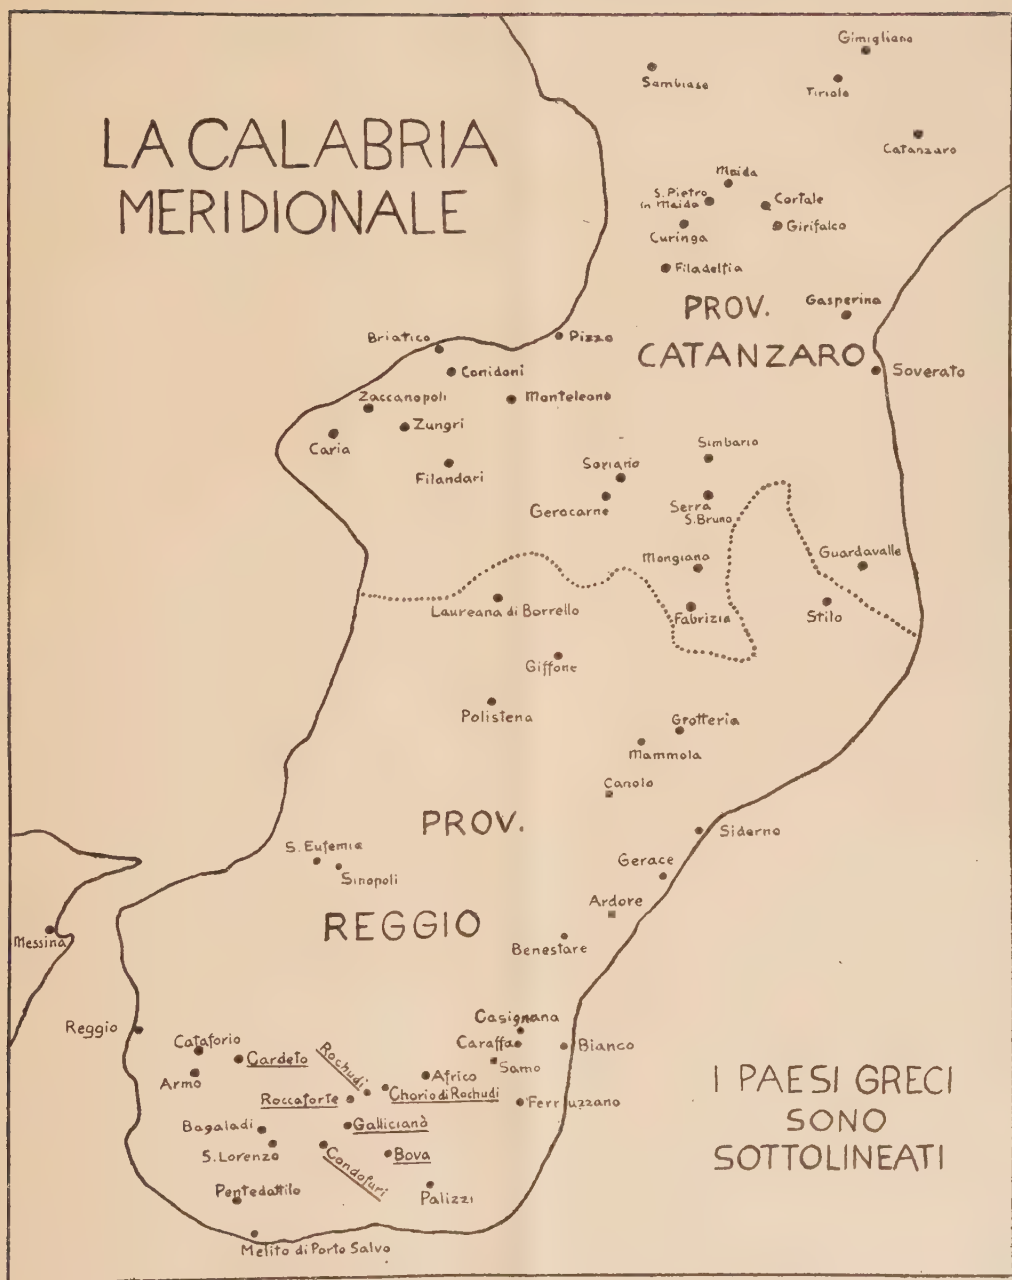 LA CALABRIA
MERIDIONALE
Gimigliano
Sambiase
Tiriolo
Catanzaro
Maida
S. Pietro
in Maida
Cortale
Girifalco
Curinga
Filadelfia
PROV.
CATANZARO
Gasperina
Soverato
Briatico
Pizzo
Conidoni
Zaccanopoli
Monteleone
Zungri
Caria
Filandari
Simbario
Soriano
Gerocarne
Serra
S. Bruno
Mongiana
Guardavalle
Laureana di Borrello
Fabrizia
Stilo
Giffone
Polistena
Grotteria
Mammola
Canolo
PROV.
REGGIO
Siderno
S. Eufemia
Sinopoli
Gerace
Ardore
Messina
Benestare
Reggio
Casignana
Caraffa
Bianco
Cataforio
Cardeto
Samo
Armo
Rochudi
Africo
Roccaforte
Chorio di Rochudi
Ferruzzano
Bagaladi
Gallicianò
S. Lorenzo
Condofuri
Bova
Pentedattilo
Palizzi
Melito di Porto Salvo
I PAESI GRECI
SONO
SOTTOLINEATI